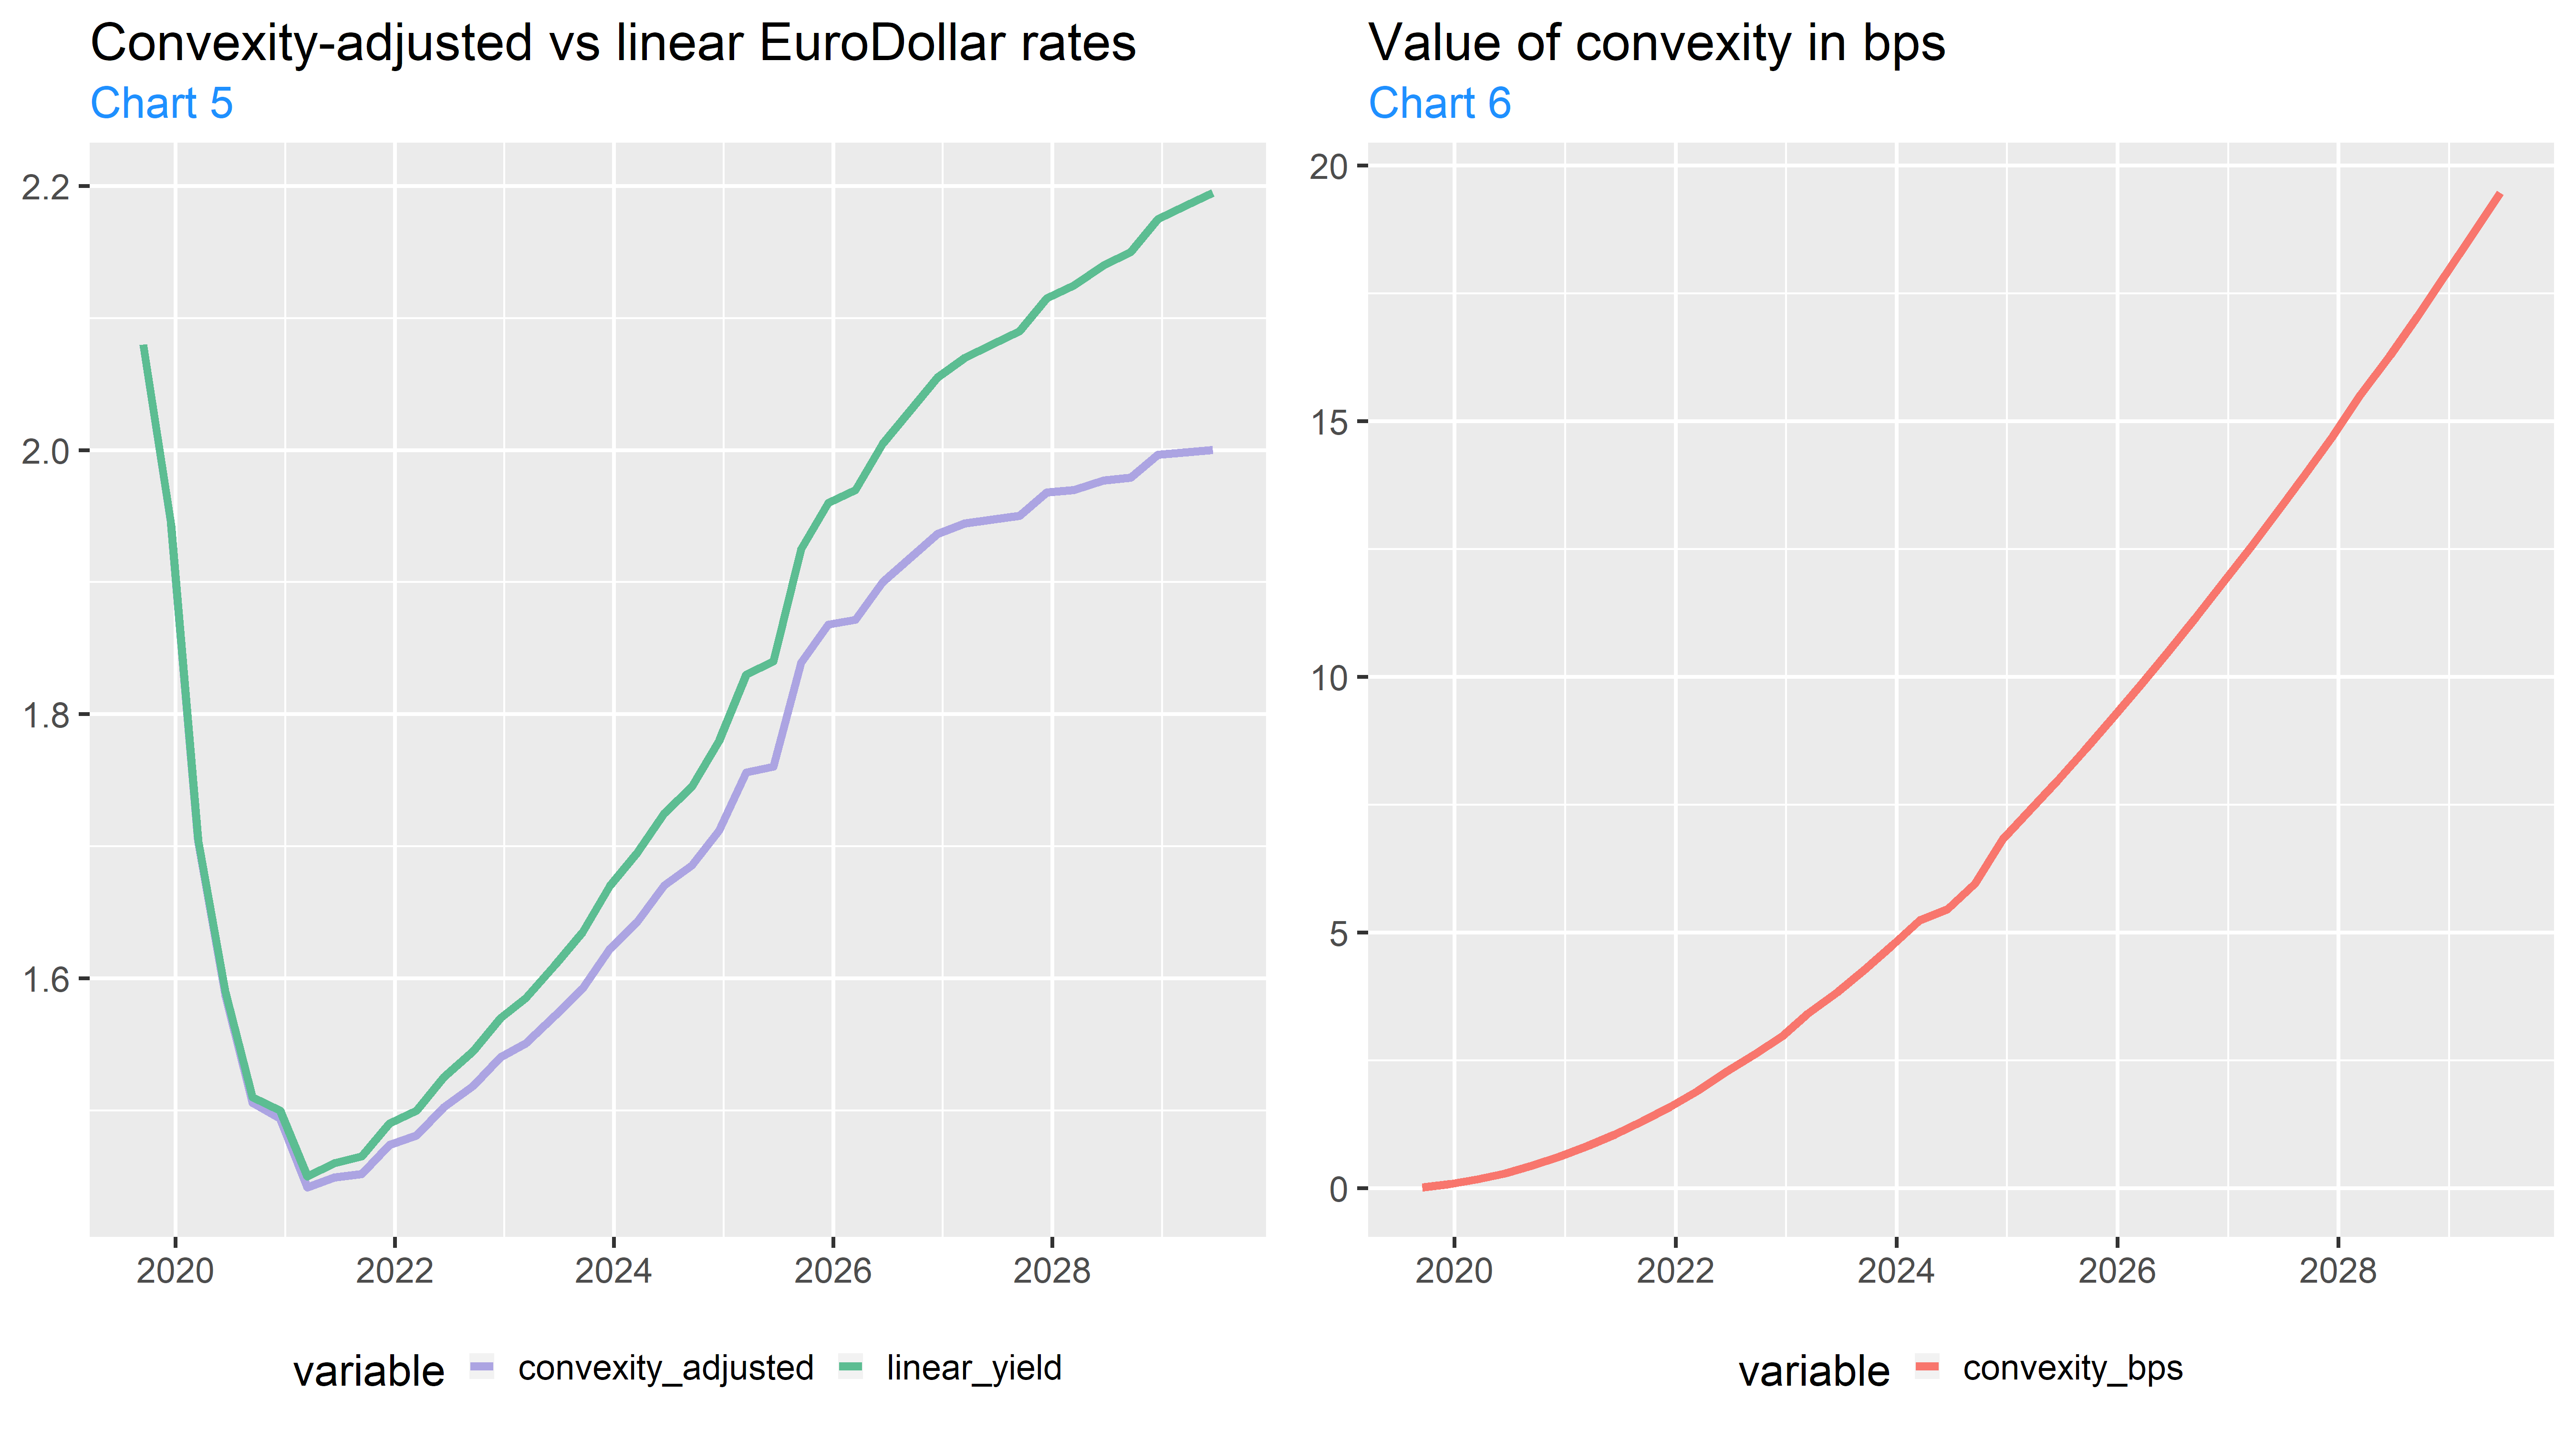 Convexity-adjusted vs linear EuroDollar rates
Chart 5
2.2
2.0
1.8
1.6
2020 2022 2024 2026 2028
variable convexity_adjusted linear_yield
Value of convexity in bps
Chart 6
20
15
10
5
0
2020 2022 2024 2026 2028
variable convexity_bps